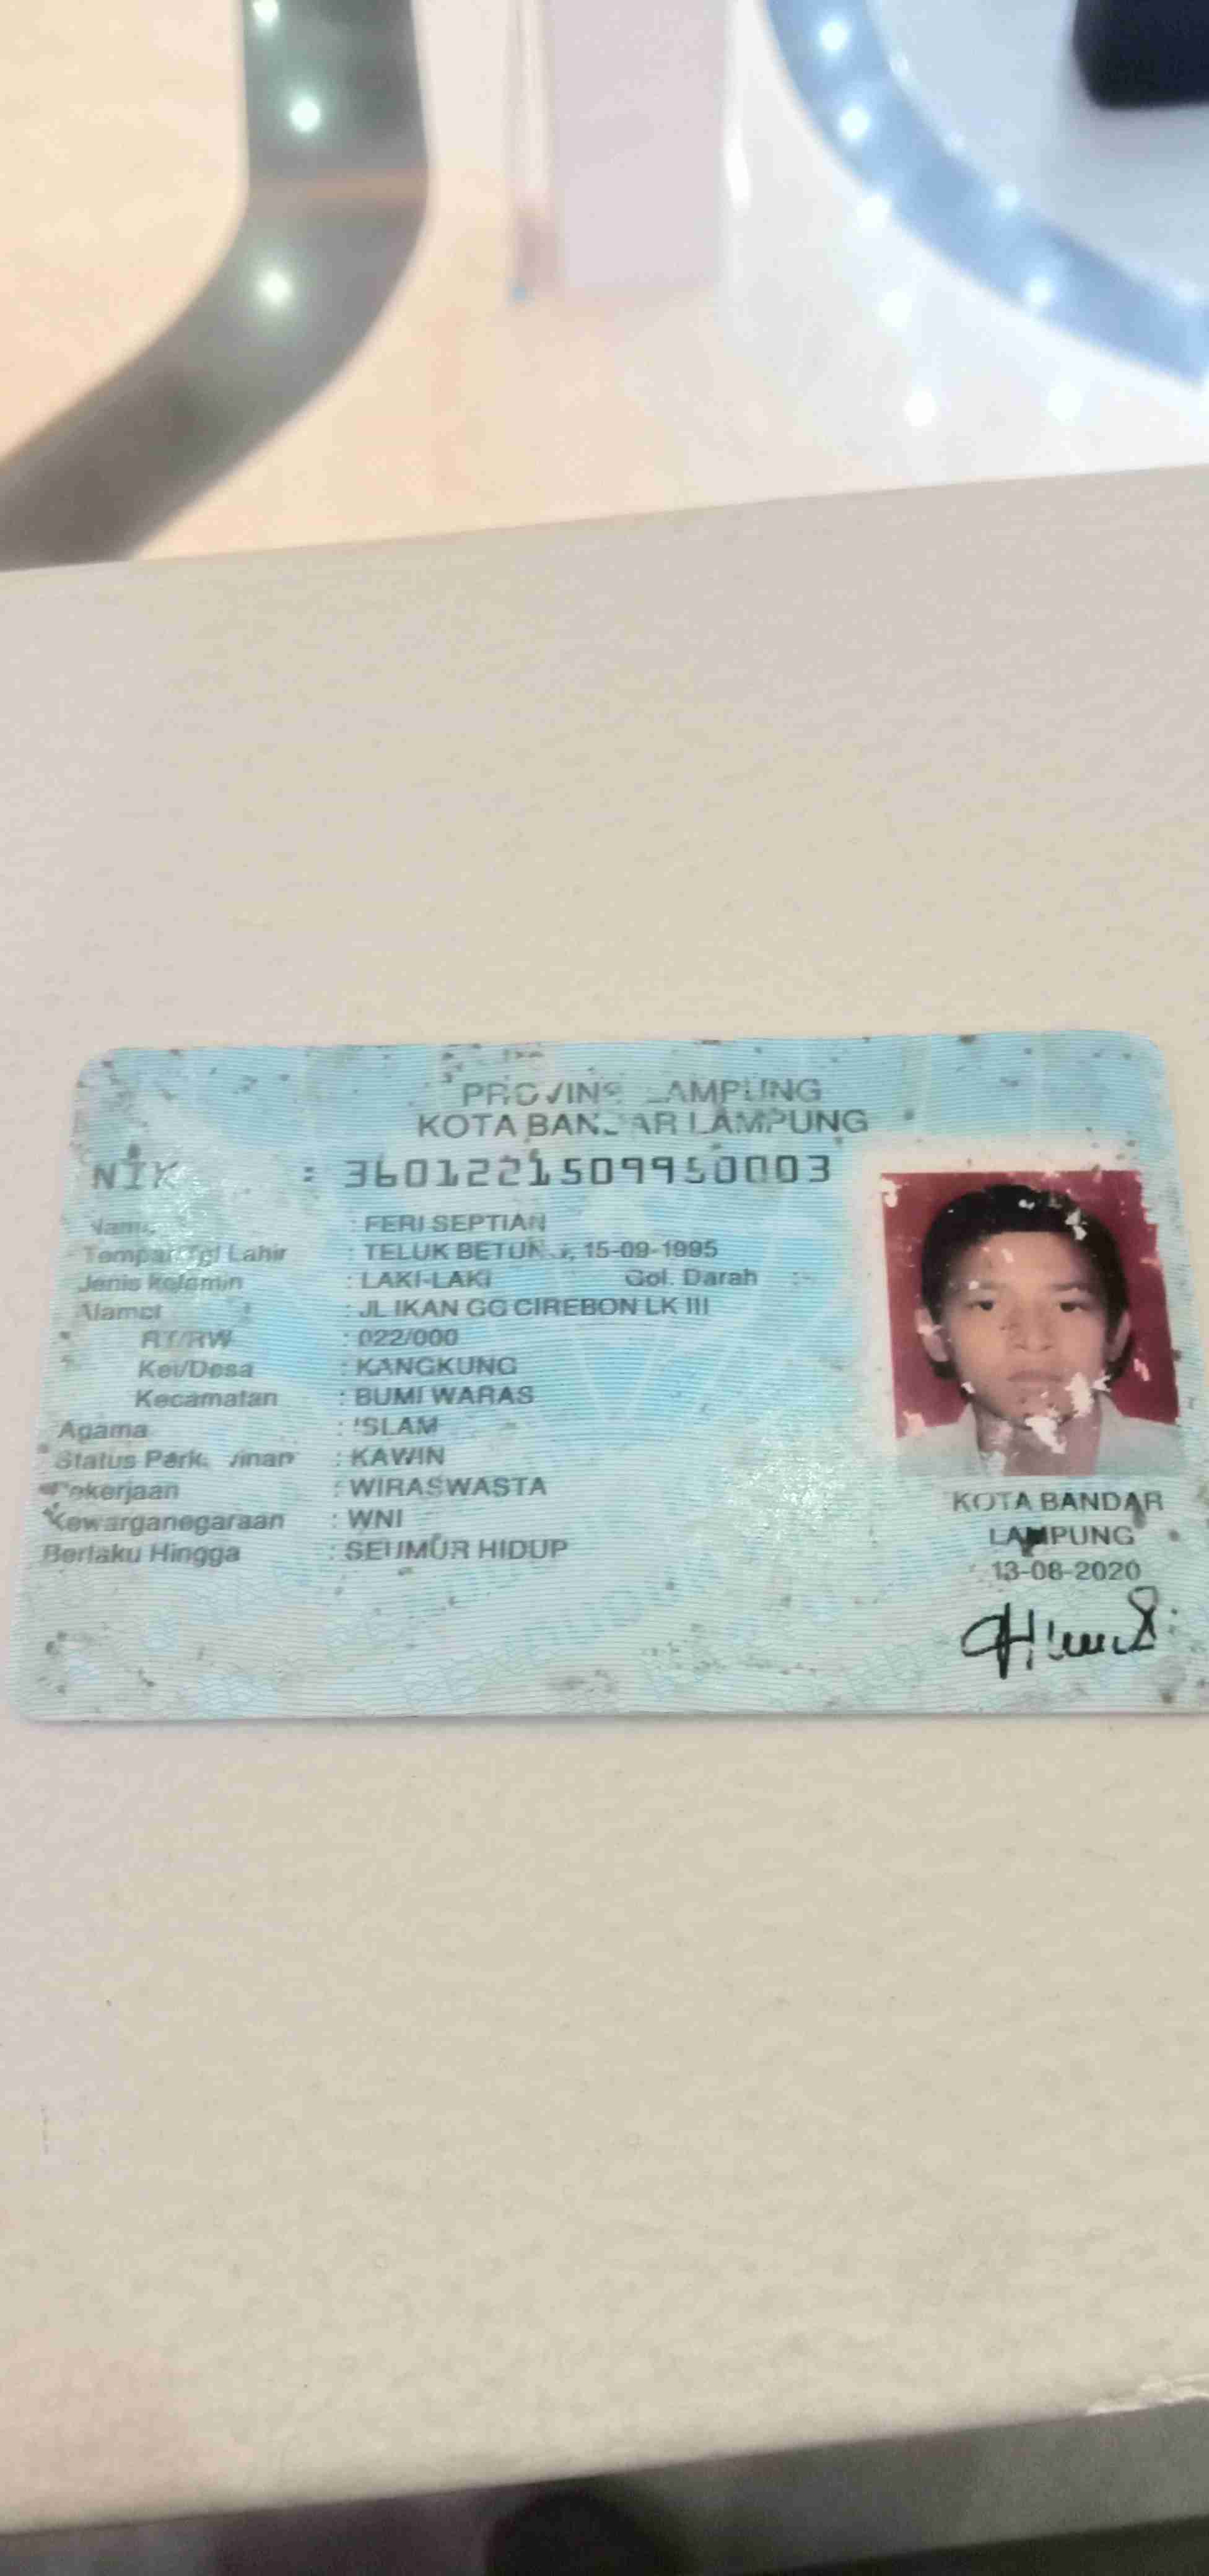 PROVINS LAMPUNG
KOTA BANDAR LAMPUNG
NIK : 3601221509950003
Nama : FERI SEPTIAN
Tempat/Tgl Lahir : TELUK BETUNG, 15-09-1995
Jenis kelamin : LAKI-LAKI Gol. Darah : -
Alamat : JL IKAN GG CIREBON LK III
RT/RW : 022/000
Kel/Desa : KANGKUNG
Kecamatan : BUMI WARAS
Agama : ISLAM
Status Perkawinan : KAWIN
Pekerjaan : WIRASWASTA
Kewarganegaraan : WNI
Berlaku Hingga : SEUMUR HIDUP
KOTA BANDAR
LAMPUNG
13-08-2020